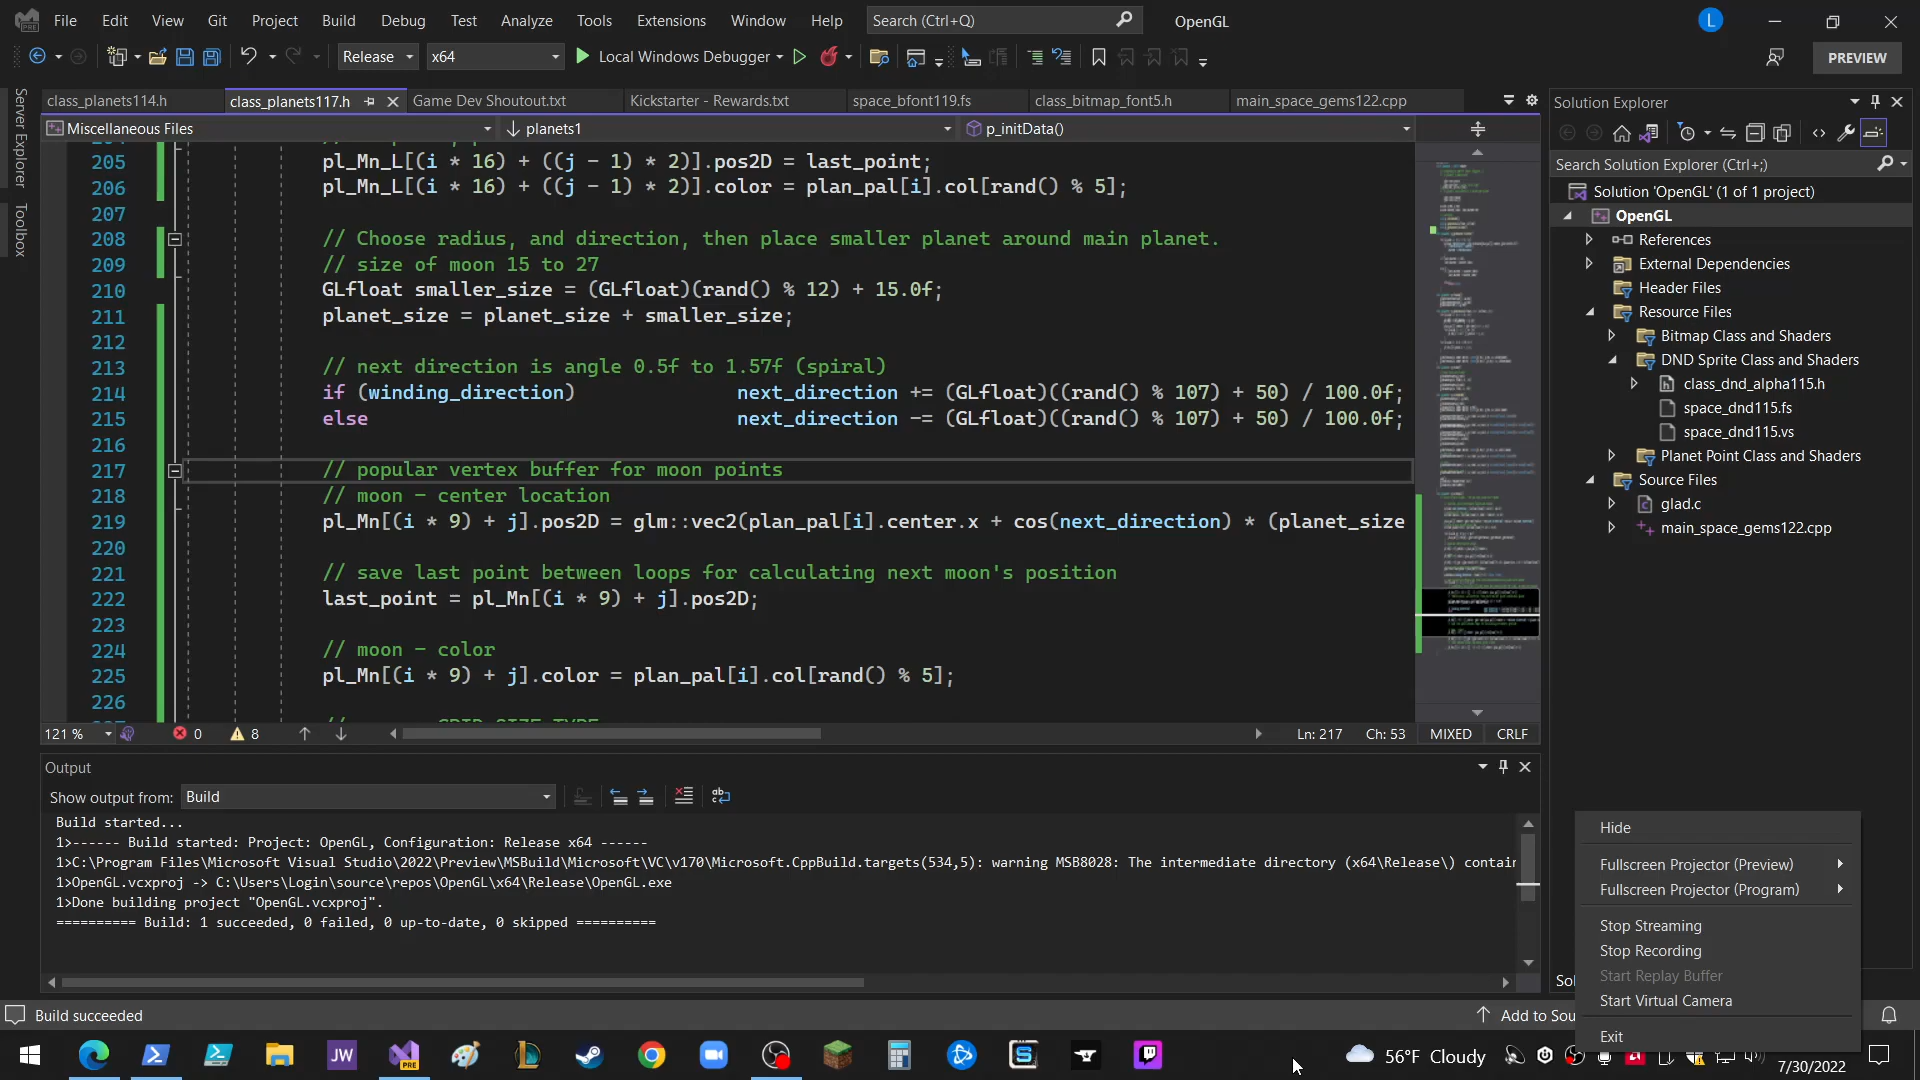 File Edit View Git Project Build Debug Test Analyze Tools Extensions Window Help Search (Ctrl+Q) OpenGL L
Release x64 Local Windows Debugger PREVIEW
Server Explorer
Toolbox
class_planets114.h class_planets117.h Game Dev Shoutout.txt Kickstarter - Rewards.txt space_bfont119.fs class_bitmap_font5.h main_space_gems122.cpp
Miscellaneous Files planets1 p_initData()
205 pl_Mn_L[(i * 16) + ((j - 1) * 2)].pos2D = last_point;
206 pl_Mn_L[(i * 16) + ((j - 1) * 2)].color = plan_pal[i].col[rand() % 5];
207
208 // Choose radius, and direction, then place smaller planet around main planet.
209 // size of moon 15 to 27
210 GLfloat smaller_size = (GLfloat)(rand() % 12) + 15.0f;
211 planet_size = planet_size + smaller_size;
212
213 // next direction is angle 0.5f to 1.57f (spiral)
214 if (winding_direction) next_direction += (GLfloat)((rand() % 107) + 50) / 100.0f;
215 else next_direction -= (GLfloat)((rand() % 107) + 50) / 100.0f;
216
217 // popular vertex buffer for moon points
218 // moon - center location
219 pl_Mn[(i * 9) + j].pos2D = glm::vec2(plan_pal[i].center.x + cos(next_direction) * (planet_size
220
221 // save last point between loops for calculating next moon's position
222 last_point = pl_Mn[(i * 9) + j].pos2D;
223
224 // moon - color
225 pl_Mn[(i * 9) + j].color = plan_pal[i].col[rand() % 5];
226
121 % 0 8 Ln: 217 Ch: 53 MIXED CRLF
Output
Show output from: Build
Build started...
1>------ Build started: Project: OpenGL, Configuration: Release x64 ------
1>C:\Program Files\Microsoft Visual Studio\2022\Preview\MSBuild\Microsoft\VC\v170\Microsoft.CppBuild.targets(534,5): warning MSB8028: The intermediate directory (x64\Release\) contain
1>OpenGL.vcxproj -> C:\Users\Login\source\repos\OpenGL\x64\Release\OpenGL.exe
1>Done building project "OpenGL.vcxproj".
========== Build: 1 succeeded, 0 failed, 0 up-to-date, 0 skipped ==========
Solution Explorer
Search Solution Explorer (Ctrl+;)
Solution 'OpenGL' (1 of 1 project)
OpenGL
References
External Dependencies
Header Files
Resource Files
Bitmap Class and Shaders
DND Sprite Class and Shaders
class_dnd_alpha115.h
space_dnd115.fs
space_dnd115.vs
Planet Point Class and Shaders
Source Files
glad.c
main_space_gems122.cpp
Sol
Hide
Fullscreen Projector (Preview)
Fullscreen Projector (Program)
Stop Streaming
Stop Recording
Start Replay Buffer
Start Virtual Camera
Exit
Build succeeded Add to Sou
JW PRE 56°F Cloudy
7/30/2022